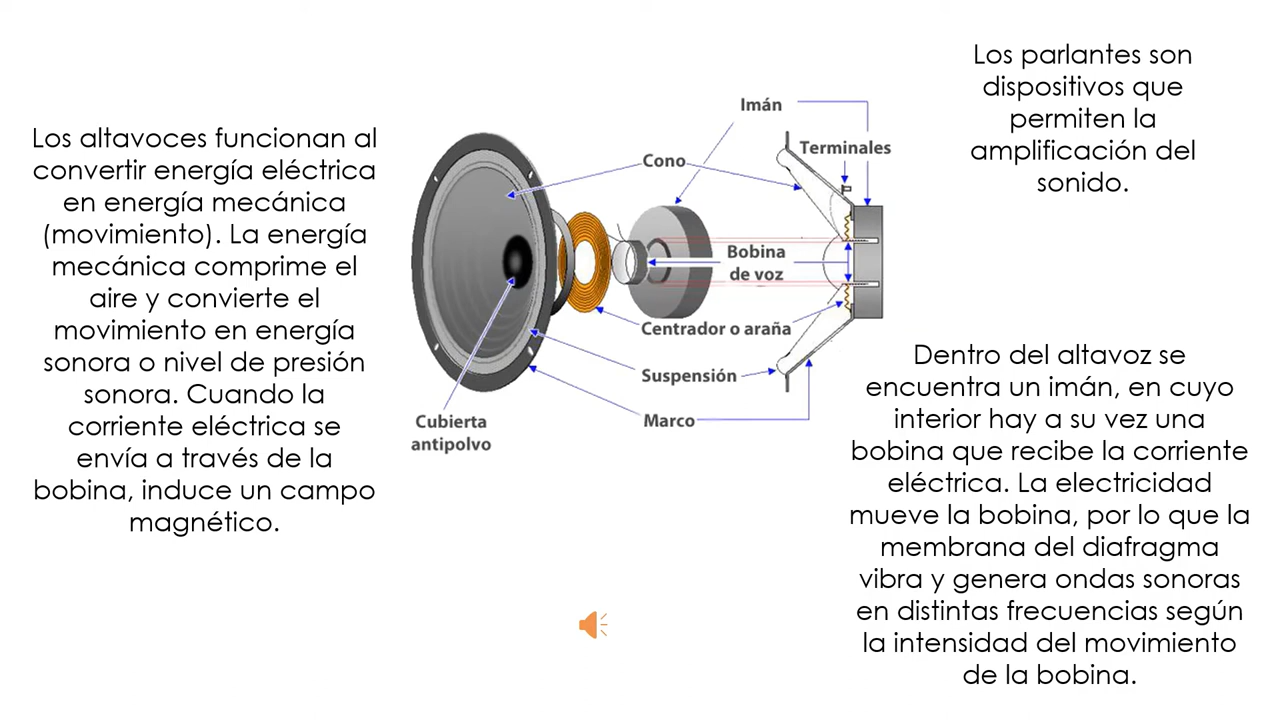 Los altavoces funcionan al
convertir energía eléctrica
en energía mecánica
(movimiento). La energía
mecánica comprime el
aire y convierte el
movimiento en energía
sonora o nivel de presión
sonora. Cuando la
corriente eléctrica se
envía a través de la
bobina, induce un campo
magnético.
Imán
Terminales
Cono
Bobina
de voz
Centrador o araña
Suspensión
Marco
Cubierta
antipolvo
Los parlantes son
dispositivos que
permiten la
amplificación del
sonido.
Dentro del altavoz se
encuentra un imán, en cuyo
interior hay a su vez una
bobina que recibe la corriente
eléctrica. La electricidad
mueve la bobina, por lo que la
membrana del diafragma
vibra y genera ondas sonoras
en distintas frecuencias según
la intensidad del movimiento
de la bobina.